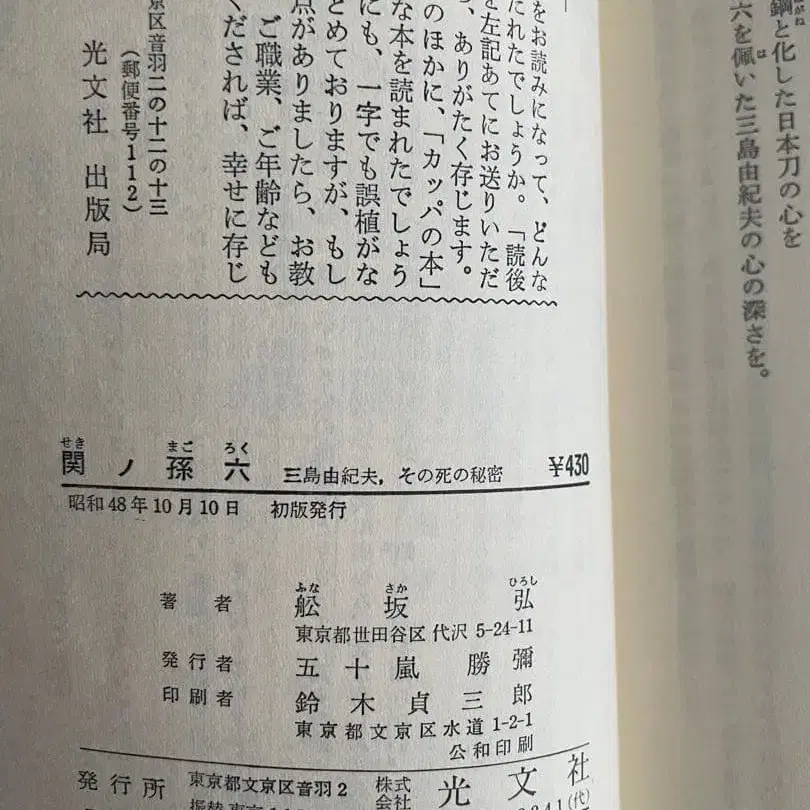 鋼と化した日本刀の心を
六を佩いた三島由紀夫の心の深さを。
をお読みになって、どんな
たれたでしょうか。「読後
を左記あてにお送りいただ
ら、ありがたく存じます。
のほかに、「カッパの本」
な本を読まれたでしょう
にも、一字でも誤植がな
とめておりますが、もし
点がありましたら、お教
ご職業、ご年齢なども
くだされば、幸せに存じ
京区音羽二の十二の十三
(郵便番号112)
光文社 出版局
関ノ孫六 三島由紀夫，その死の秘密 ¥430
昭和48年10月10日 初版発行
著者 舩坂弘
東京都世田谷区代沢 5-24-11
発行者 五十嵐勝彌
印刷者 鈴木貞三郎
東京都文京区水道1-2-1
公和印刷
発行所 東京都文京区音羽2 株式会社 光文社
振替東京